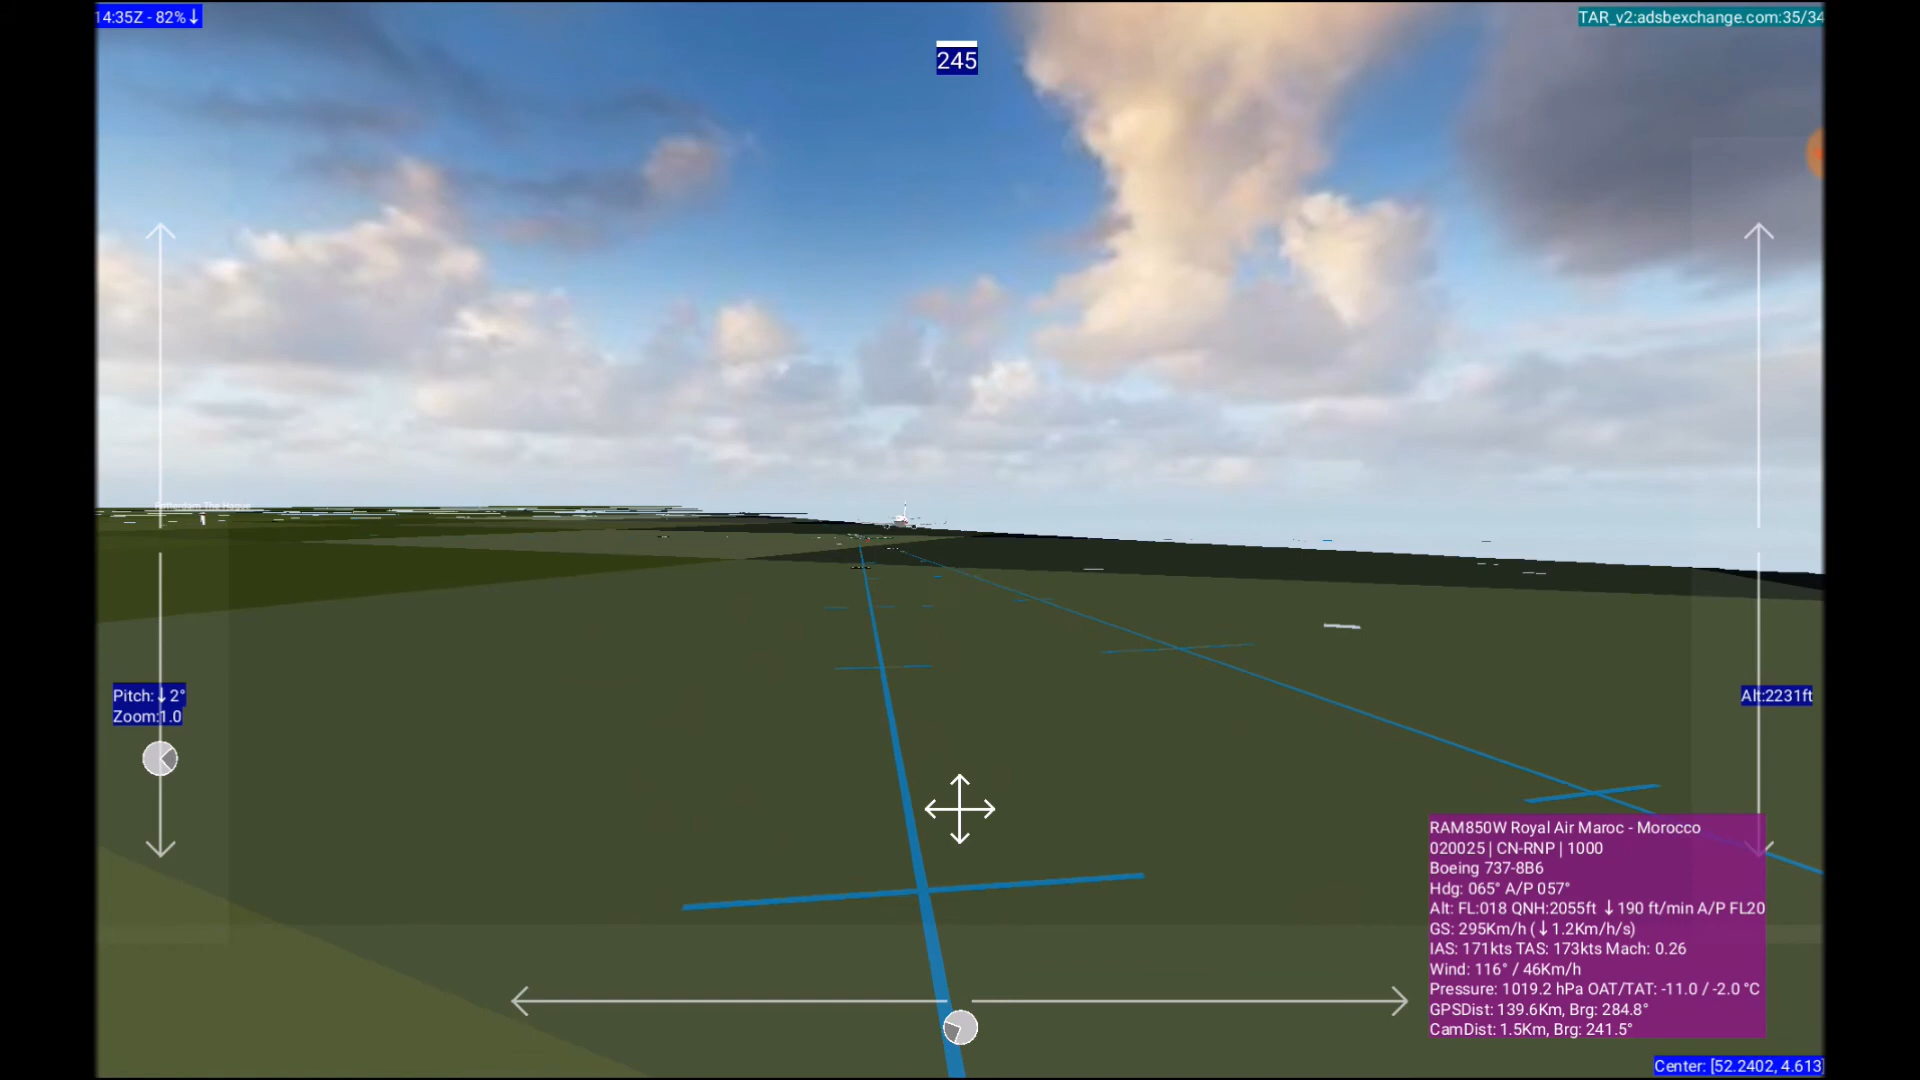 14:35Z - 82%↓
TAR_v2:adsbexchange.com:35/34
245
Pitch:↓2°
Zoom:1.0
Alt:2231ft
RAM850W Royal Air Maroc - Morocco
020025 | CN-RNP | 1000
Boeing 737-8B6
Hdg: 065° A/P 057°
Alt: FL:018 QNH:2055ft ↓190 ft/min A/P FL20
GS: 295Km/h (↓1.2Km/h/s)
IAS: 171kts TAS: 173kts Mach: 0.26
Wind: 116° / 46Km/h
Pressure: 1019.2 hPa OAT/TAT: -11.0 / -2.0 °C
GPSDist: 139.6Km, Brg: 284.8°
CamDist: 1.5Km, Brg: 241.5°
Center: [52.2402, 4.613]